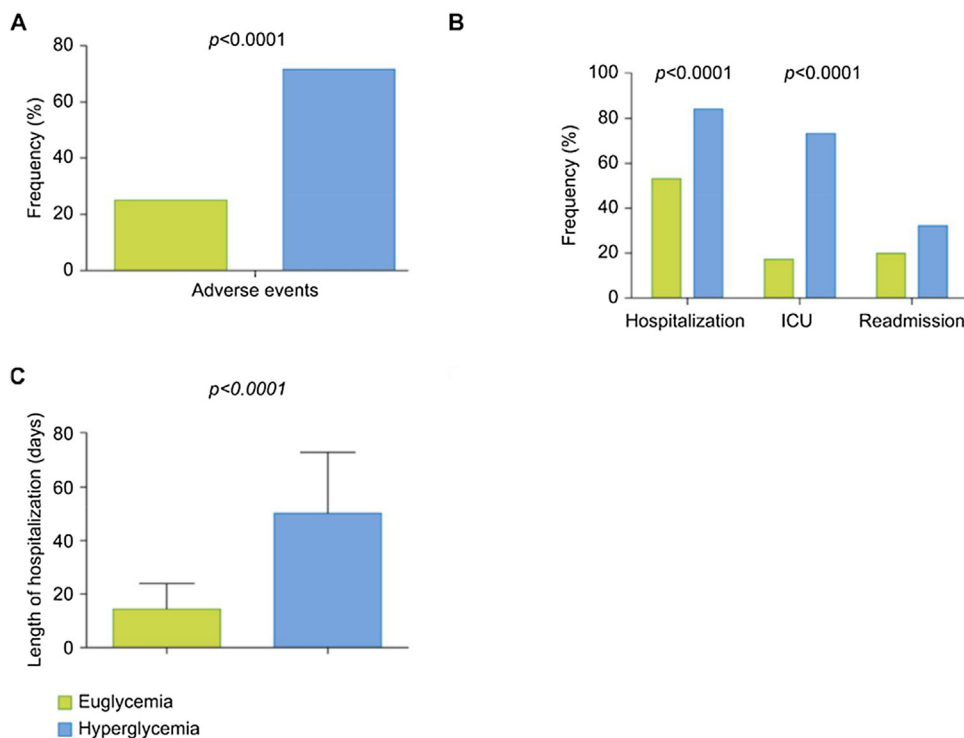 A
p<0.0001
Frequency (%)
80
60
40
20
0
Adverse events
B
p<0.0001
p<0.0001
Frequency (%)
100
80
60
40
20
0
Hospitalization
ICU
Readmission
C
p<0.0001
Length of hospitalization (days)
80
60
40
20
0
Euglycemia
Hyperglycemia